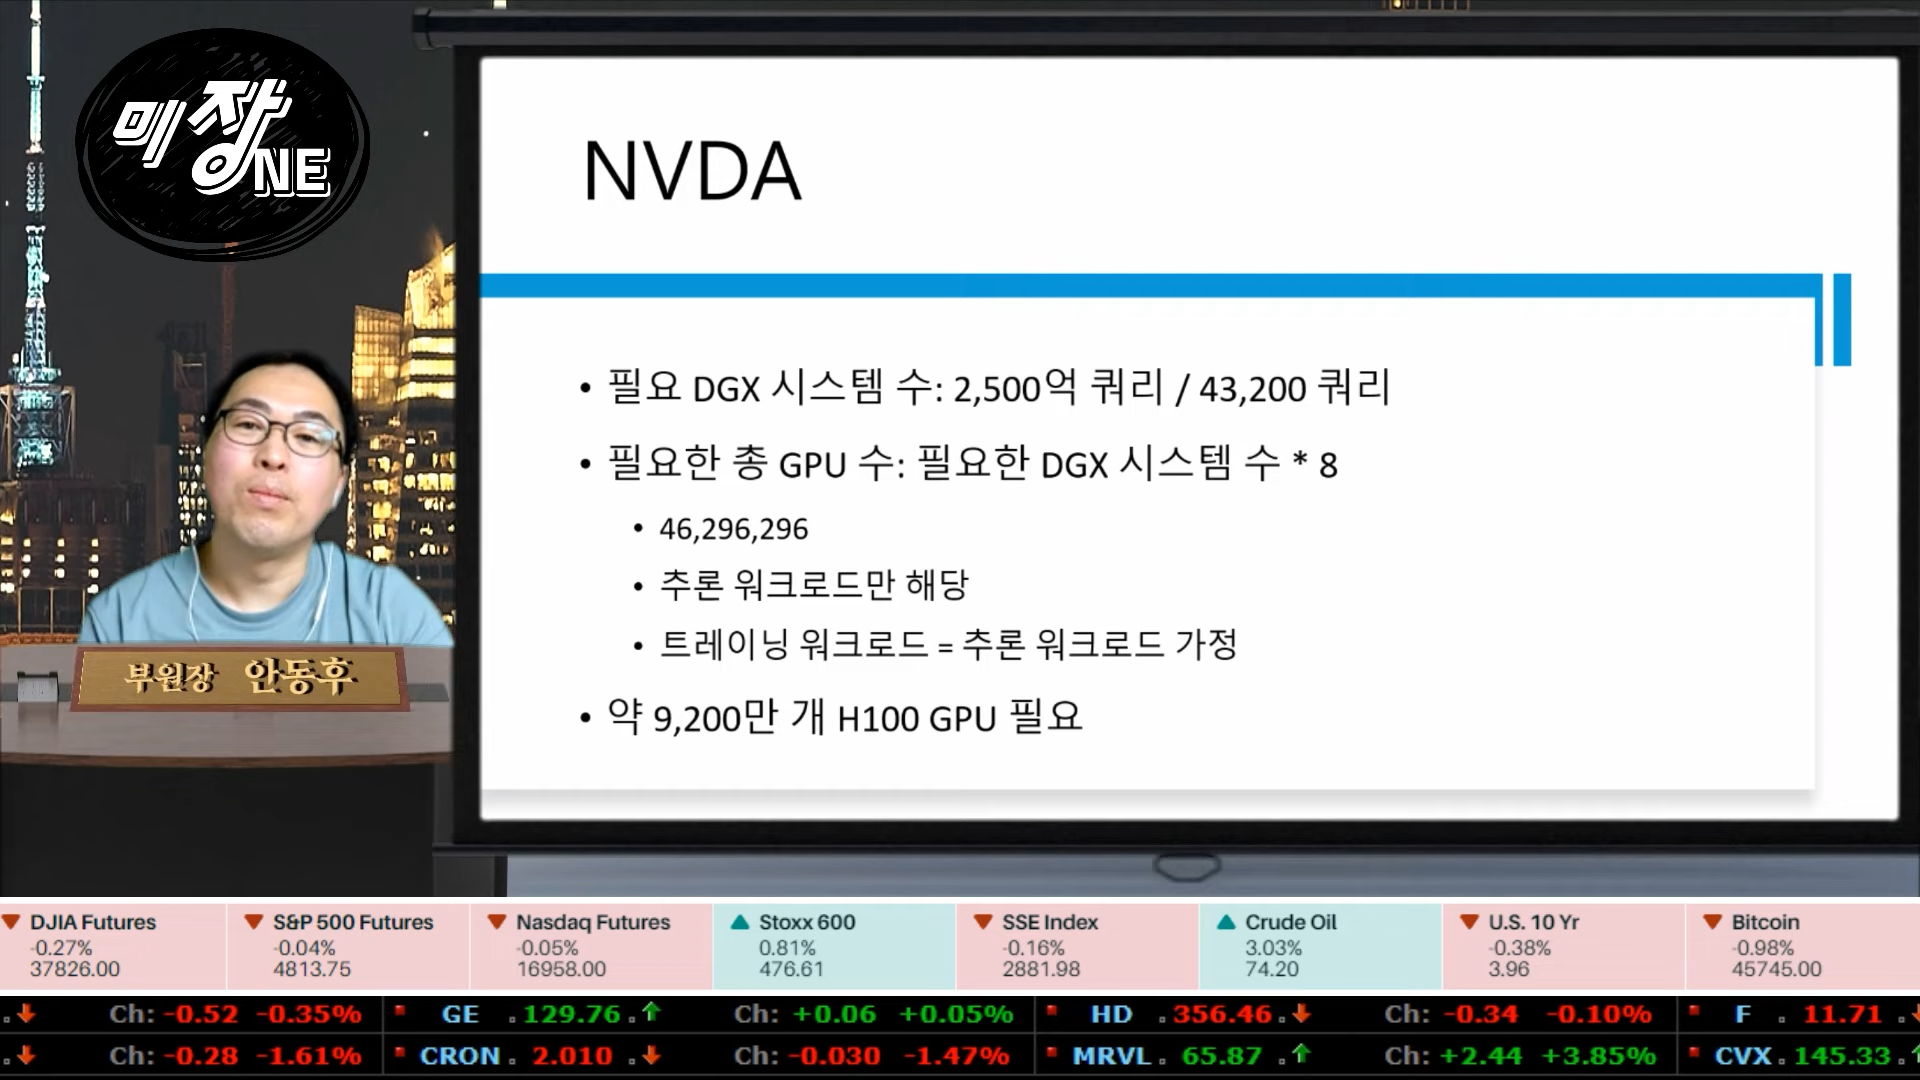 미장
NE
NVDA
• 필요 DGX 시스템 수: 2,500억 쿼리 / 43,200 쿼리
• 필요한 총 GPU 수: 필요한 DGX 시스템 수 * 8
• 46,296,296
• 추론 워크로드만 해당
• 트레이닝 워크로드 = 추론 워크로드 가정
• 약 9,200만 개 H100 GPU 필요
부원장 안동후
DJIA Futures
-0.27%
37826.00
S&P 500 Futures
-0.04%
4813.75
Nasdaq Futures
-0.05%
16958.00
Stoxx 600
0.81%
476.61
SSE Index
-0.16%
2881.98
Crude Oil
3.03%
74.20
U.S. 10 Yr
-0.38%
3.96
Bitcoin
-0.98%
45745.00
Ch: -0.52 -0.35% GE 129.76 Ch: +0.06 +0.05% HD 356.46 Ch: -0.34 -0.10% F 11.71
Ch: -0.28 -1.61% CRON 2.010 Ch: -0.030 -1.47% MRVL 65.87 Ch: +2.44 +3.85% CVX 145.33